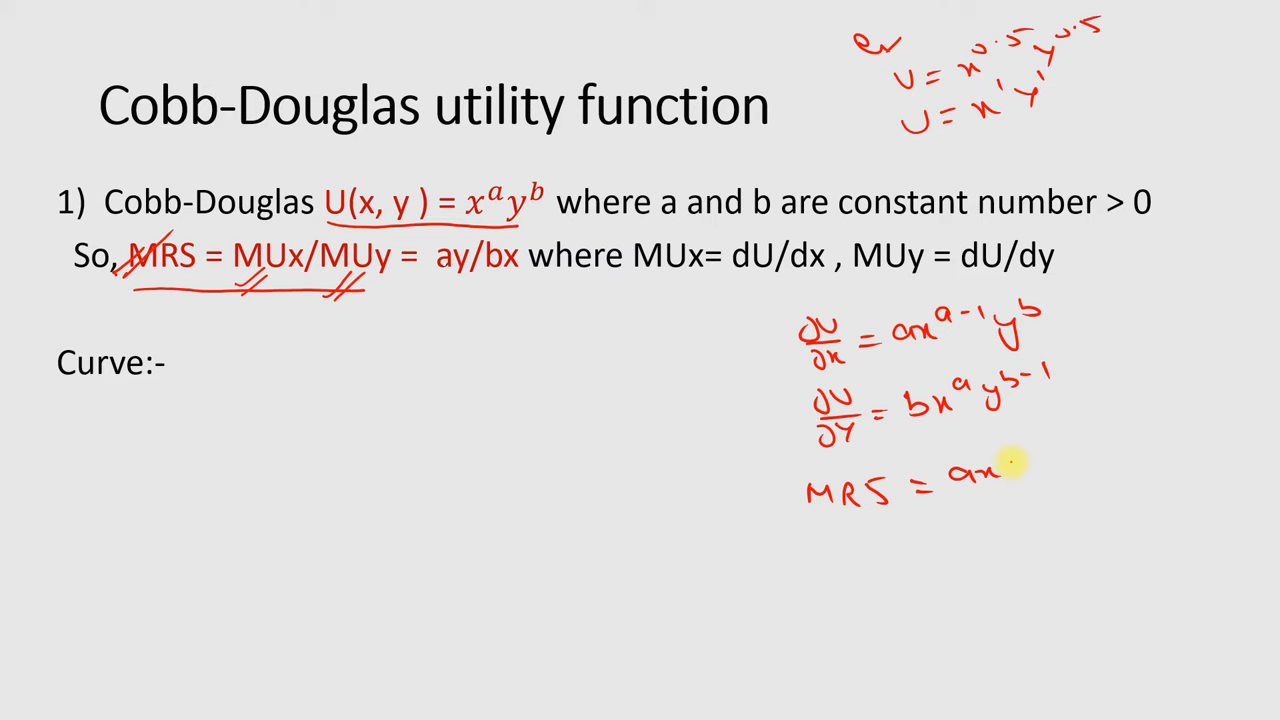 ex
U = x^0.5 y^0.5
U = x^1 y^1
Cobb-Douglas utility function
1) Cobb-Douglas U(x, y ) = x^a y^b where a and b are constant number > 0
So, MRS = MUx/MUy = ay/bx where MUx= dU/dx , MUy = dU/dy
∂U/∂x = ax^a-1 y^b
Curve:-
∂U/∂y = bx^a y^b-1
MRS = ax